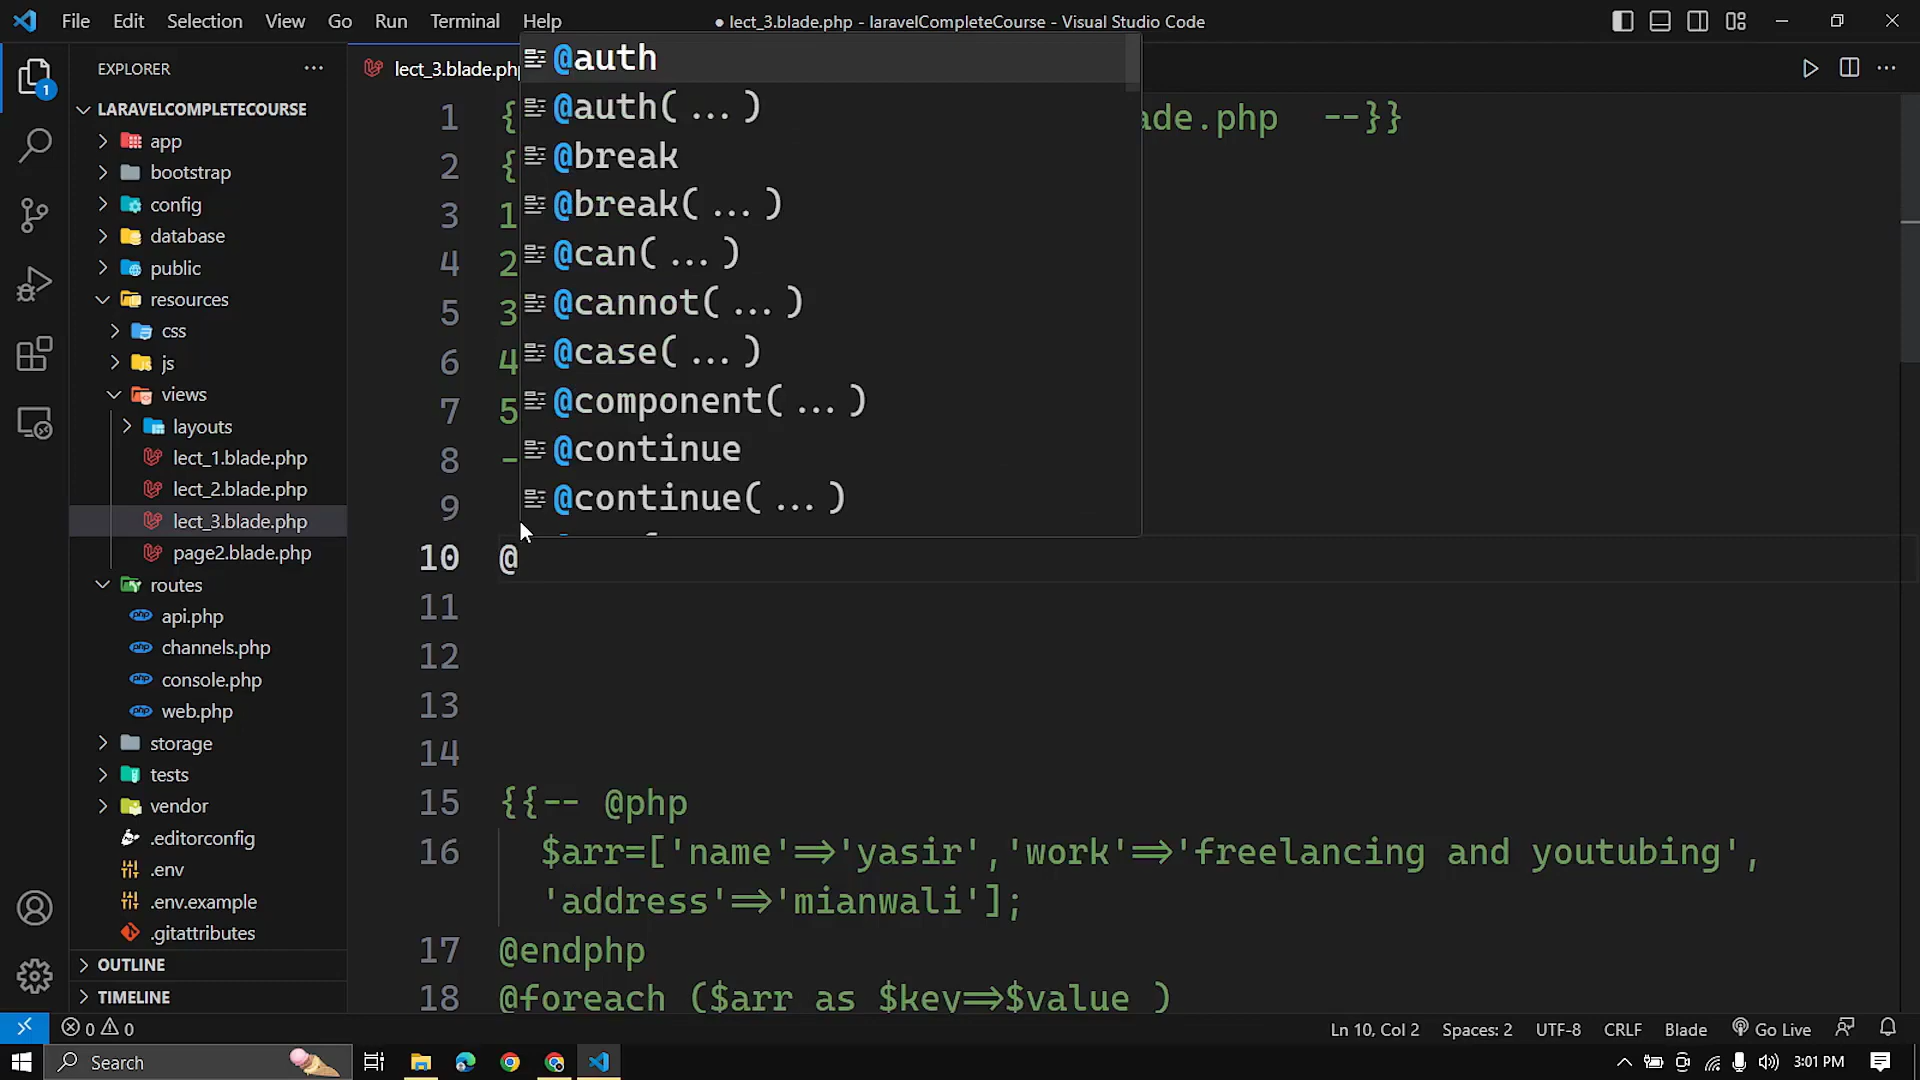 File Edit Selection View Go Run Terminal Help
● lect_3.blade.php - laravelCompleteCourse - Visual Studio Code
EXPLORER
LARAVELCOMPLETECOURSE
app
bootstrap
config
database
public
resources
css
js
views
layouts
lect_1.blade.php
lect_2.blade.php
lect_3.blade.php
page2.blade.php
routes
api.php
channels.php
console.php
web.php
storage
tests
vendor
.editorconfig
.env
.env.example
.gitattributes
OUTLINE
TIMELINE
lect_3.blade.php
@auth
@auth( ... )
@break
@break( ... )
@can( ... )
@cannot( ... )
@case( ... )
@component( ... )
@continue
@continue( ... )
1 { ade.php --}}
2 {
3 1
4 2
5 3
6 4
7 5
8 -
9
10 @
11
12
13
14
15 {{-- @php
16 $arr=['name'=>'yasir','work'=>'freelancing and youtubing',
'address'=>'mianwali'];
17 @endphp
18 @foreach ($arr as $key=>$value )
0 0 Ln 10, Col 2 Spaces: 2 UTF-8 CRLF Blade Go Live
Search 3:01 PM
1